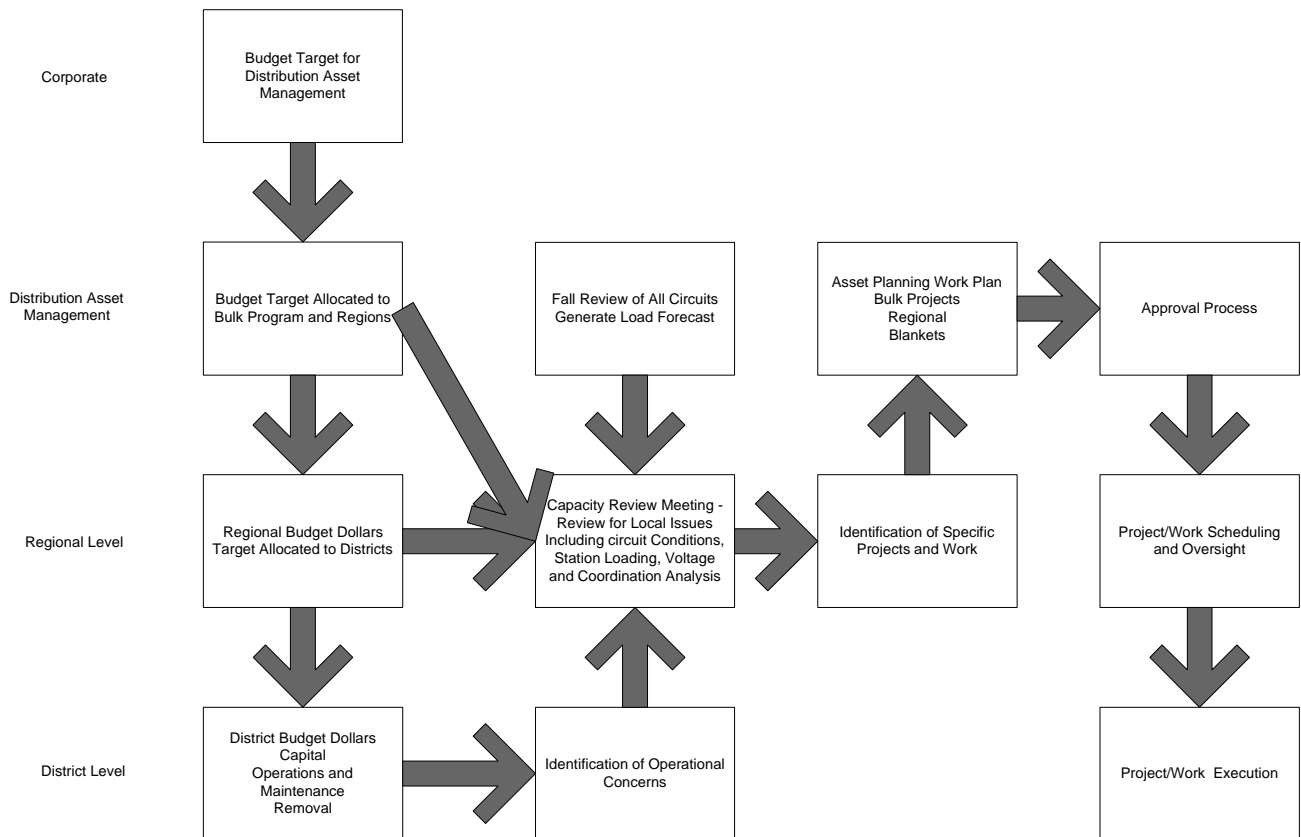 Corporate
Budget Target for
Distribution Asset
Management
Distribution Asset
Management
Budget Target Allocated to
Bulk Program and Regions
Fall Review of All Circuits
Generate Load Forecast
Asset Planning Work Plan
Bulk Projects
Regional
Blankets
Approval Process
Regional Level
Regional Budget Dollars
Target Allocated to Districts
Capacity Review Meeting -
Review for Local Issues
Including circuit Conditions,
Station Loading, Voltage
and Coordination Analysis
Identification of Specific
Projects and Work
Project/Work Scheduling
and Oversight
District Level
District Budget Dollars
Capital
Operations and
Maintenance
Removal
Identification of Operational
Concerns
Project/Work Execution